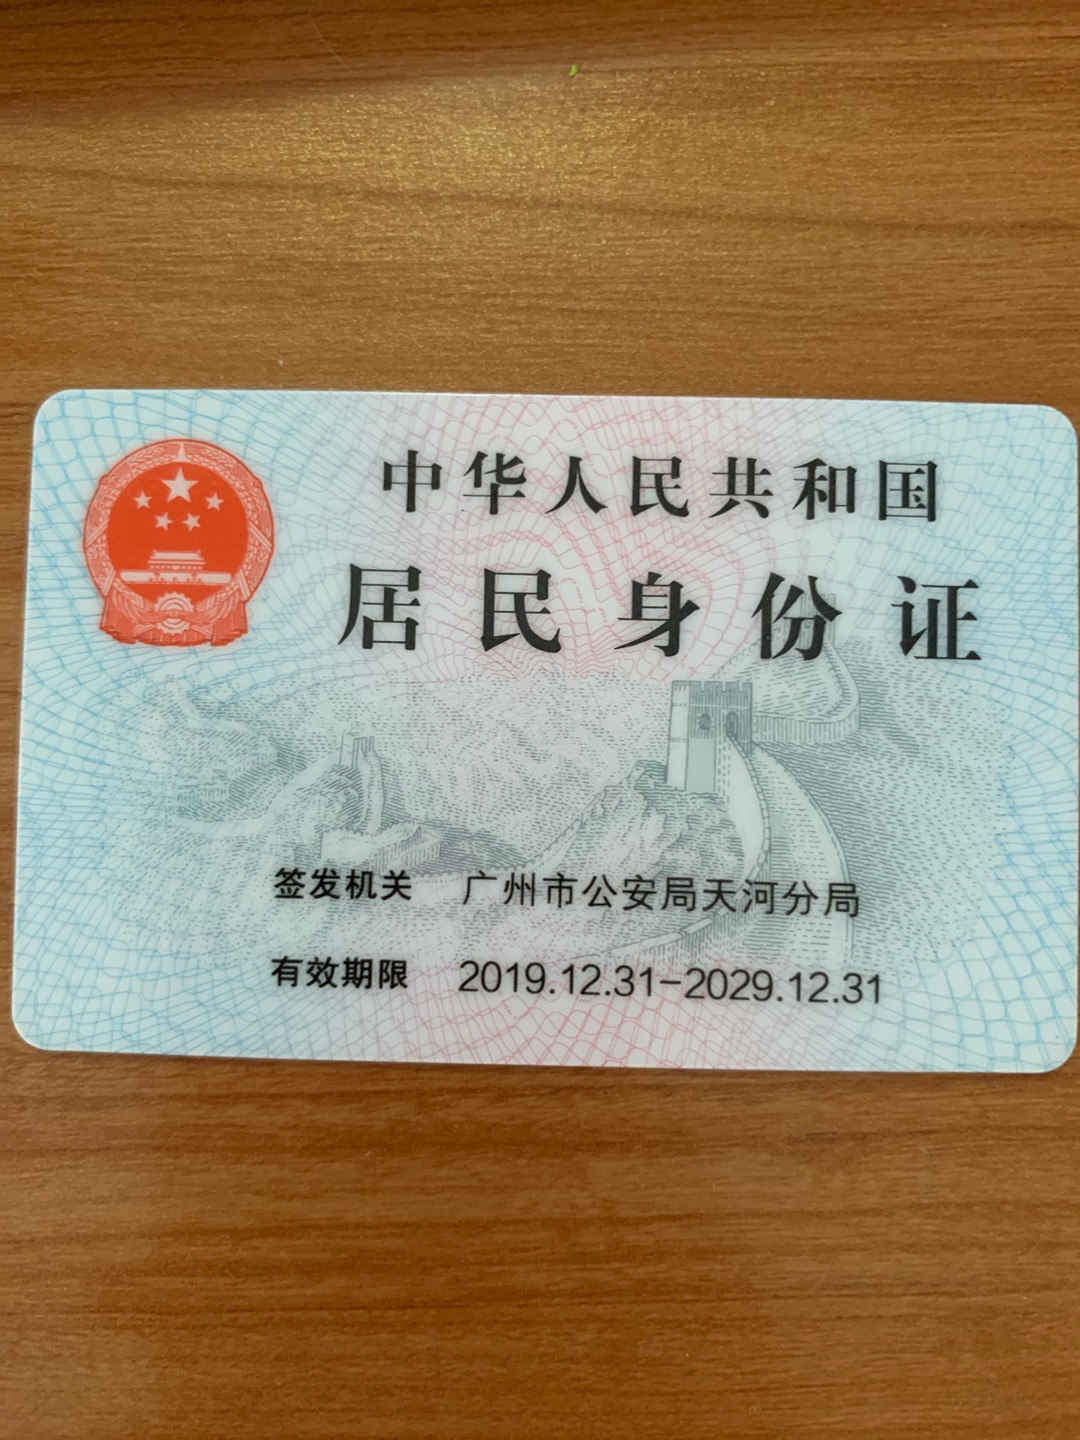 中华人民共和国
居民身份证
签发机关 广州市公安局天河分局
有效期限 2019.12.31-2029.12.31